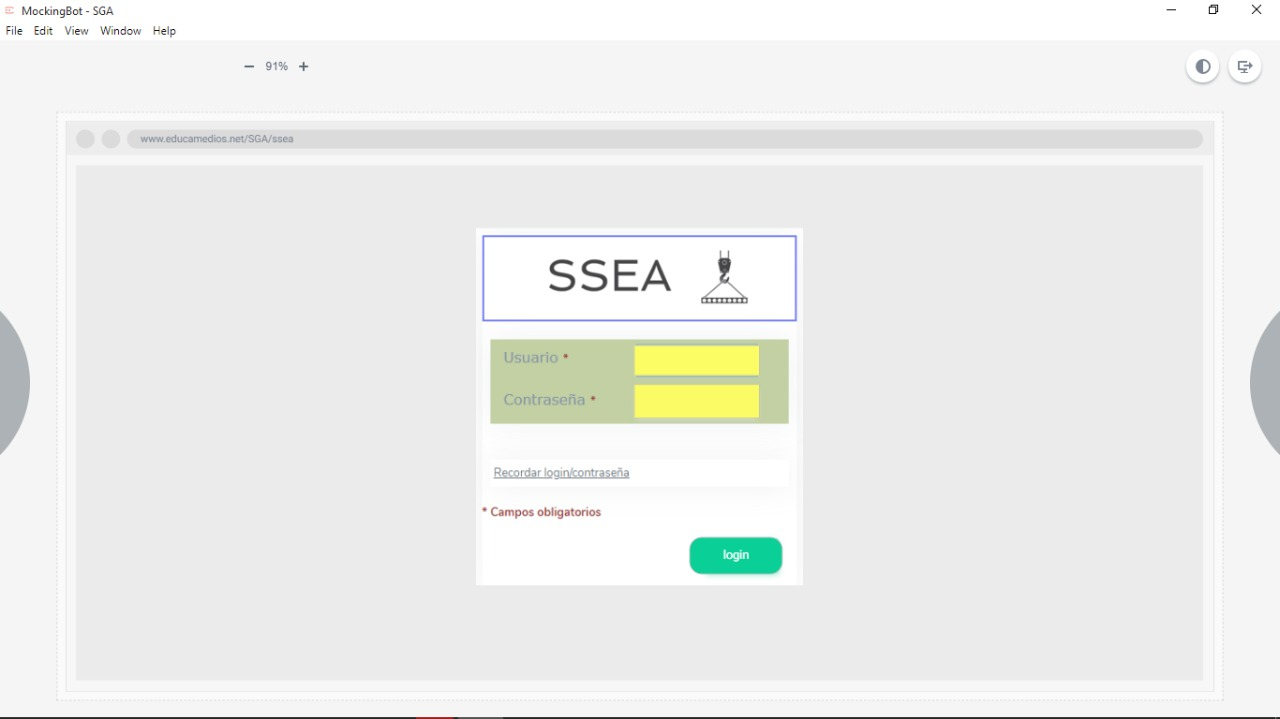 MockingBot - SGA
File Edit View Window Help
91%
www.educamedios.net/SGA/ssea
SSEA
Usuario *
Contraseña *
Recordar login/contraseña
* Campos obligatorios
login